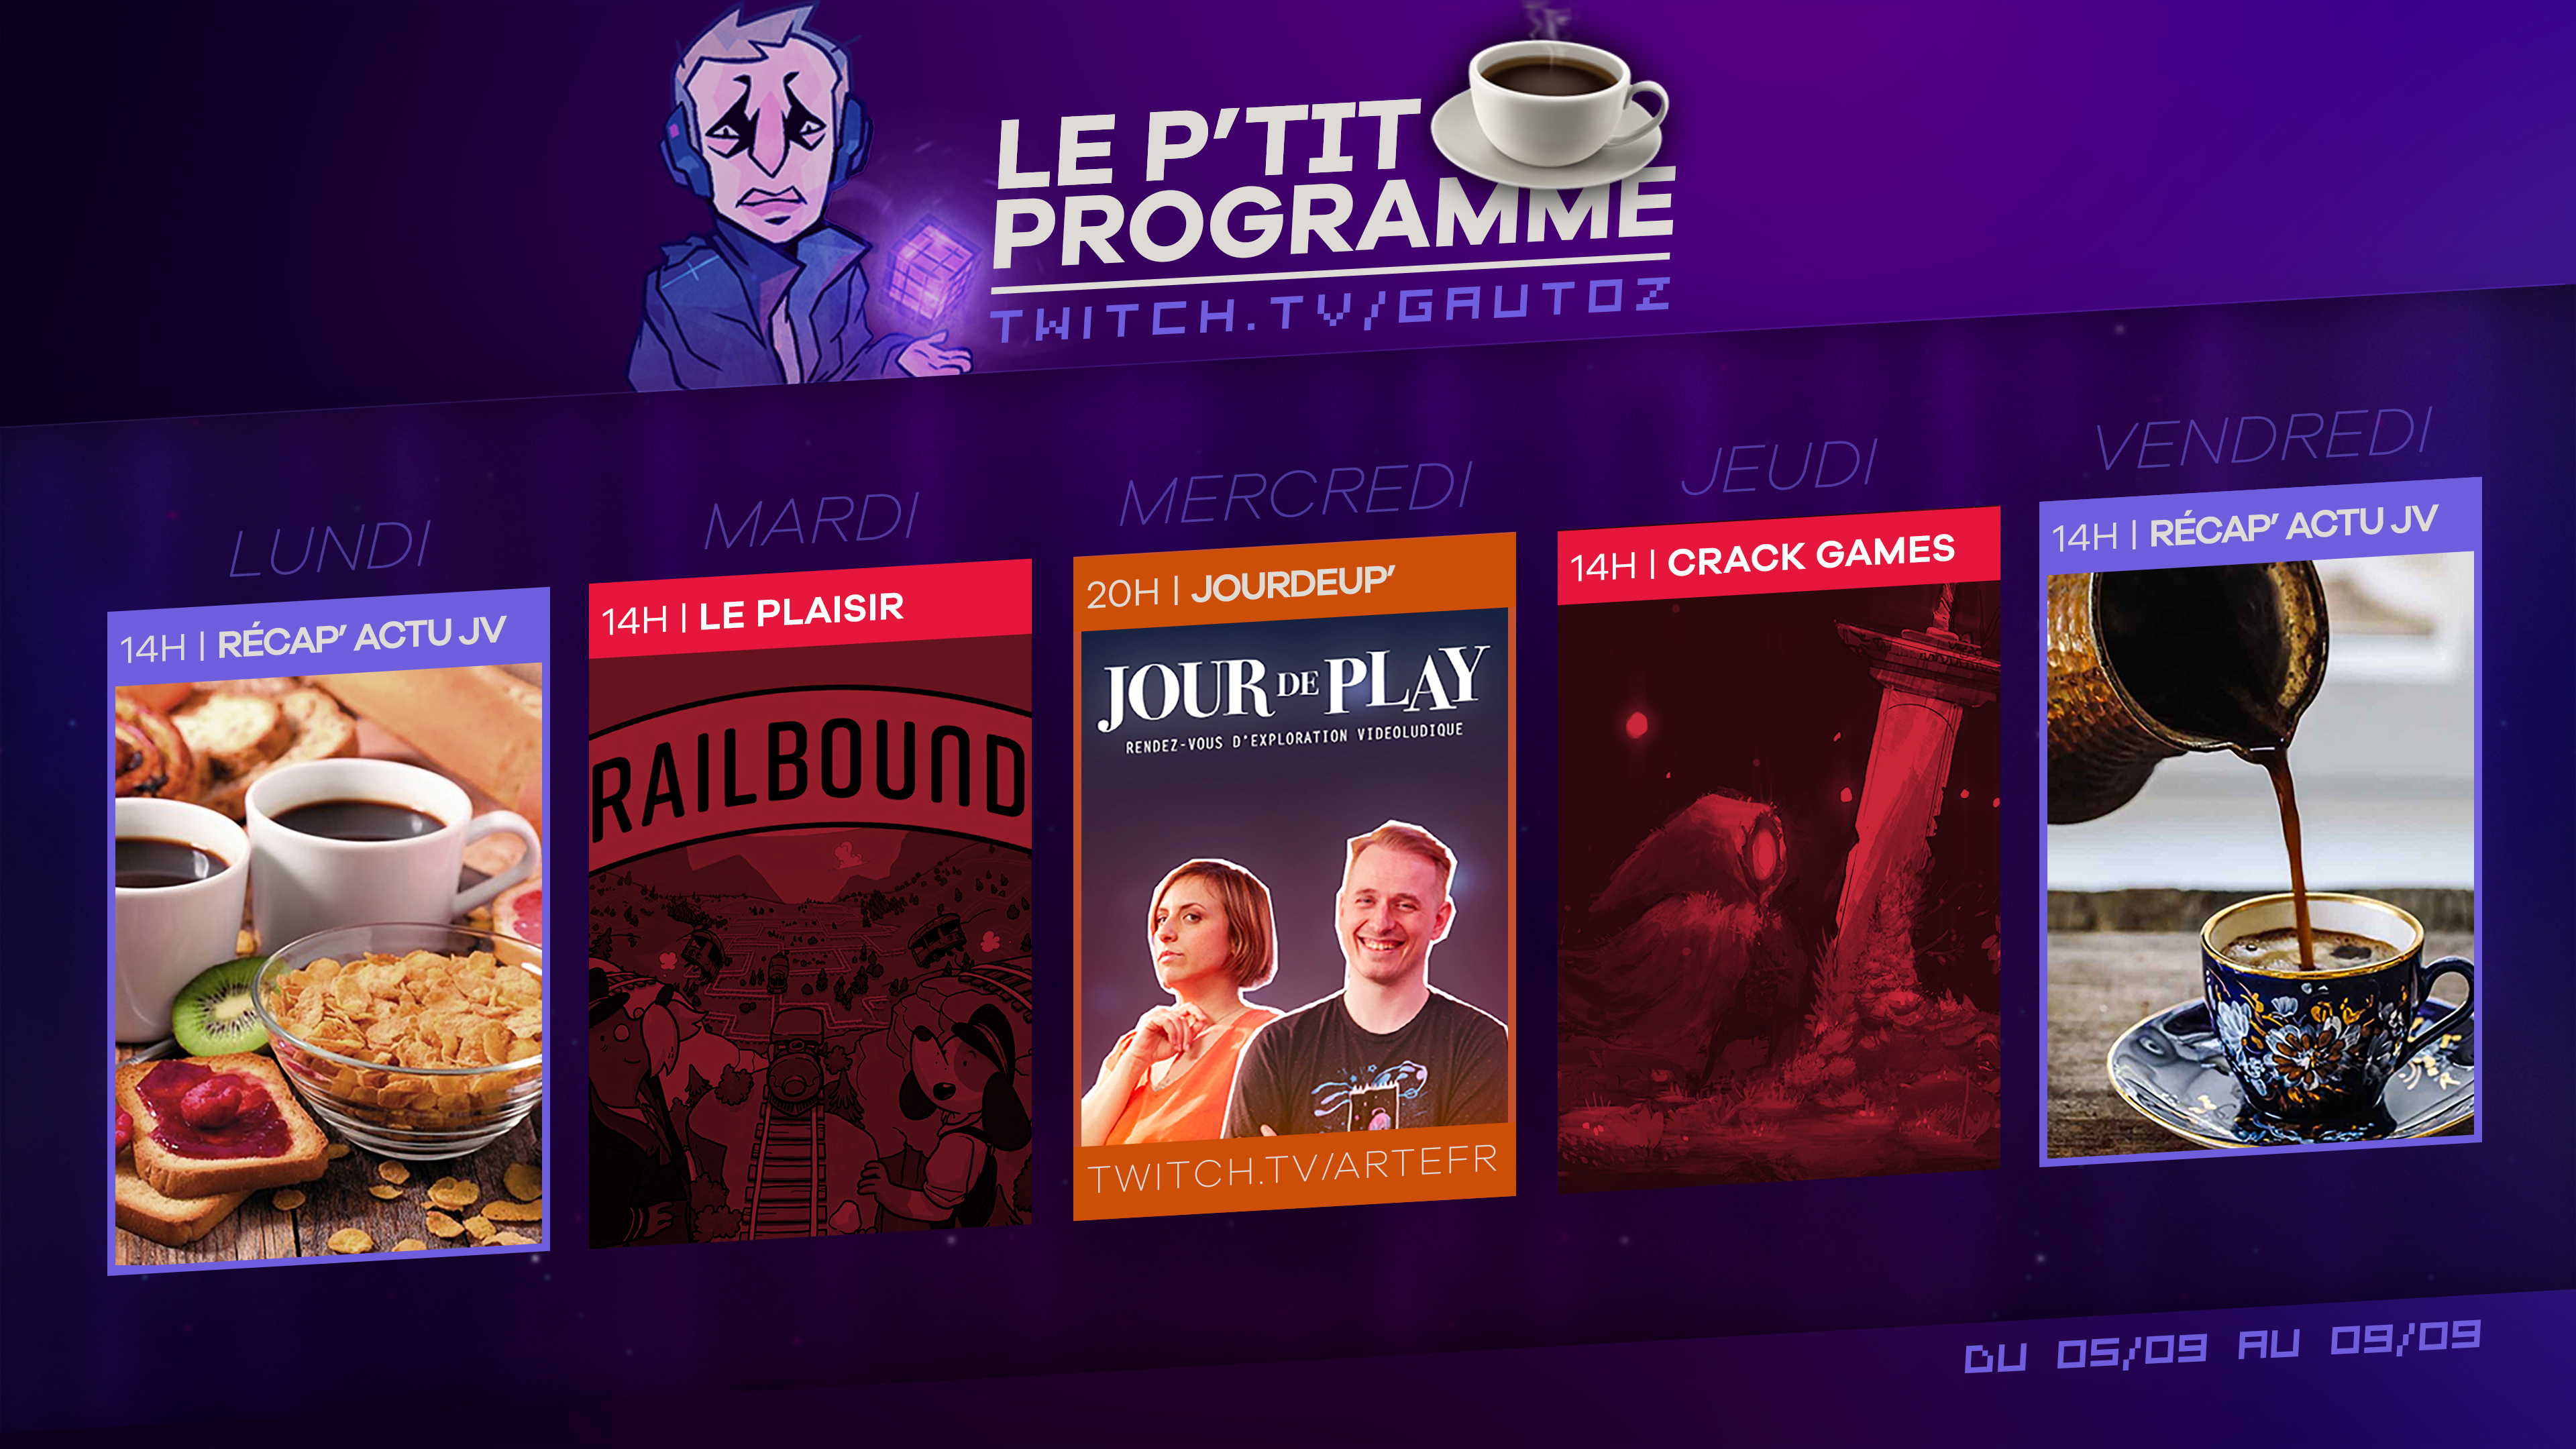 LE P'TIT
PROGRAMME
TWITCH.TV/GAUTOZ
LUNDI
14H | RÉCAP' ACTU JV
MARDI
14H | LE PLAISIR
RAILBOUND
MERCREDI
20H | JOURDEUP'
JOUR DE PLAY
RENDEZ-VOUS D'EXPLORATION VIDEOLUDIQUE
TWITCH.TV/ARTEFR
JEUDI
14H | CRACK GAMES
VENDREDI
14H | RÉCAP' ACTU JV
DU 05/09 AU 09/09